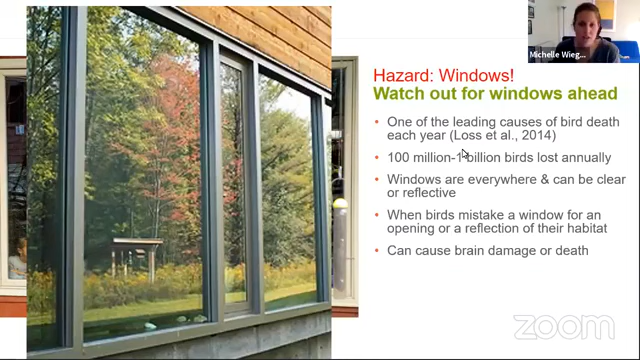 Michelle Wieg...
Hazard: Windows!
Watch out for windows ahead
• One of the leading causes of bird death
each year (Loss et al., 2014)
• 100 million-1 billion birds lost annually
• Windows are everywhere & can be clear
or reflective
• When birds mistake a window for an
opening or a reflection of their habitat
• Can cause brain damage or death
zoom